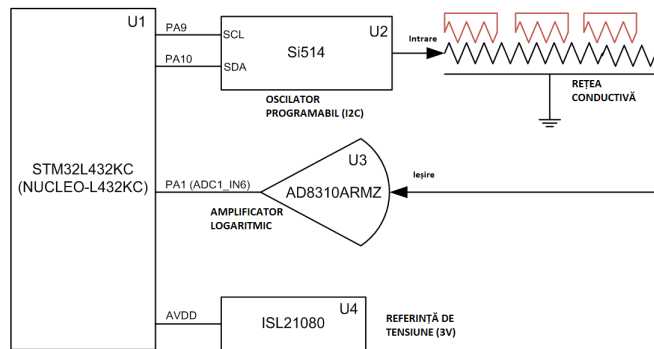 U1
PA9
SCL
U2
Si514
Intrare
PA10
SDA
OSCILATOR
PROGRAMABIL (I2C)
REȚEA
CONDUCTIVĂ
STM32L432KC
(NUCLEO-L432KC)
PA1 (ADC1_IN6)
U3
AD8310ARMZ
Ieșire
AMPLIFICATOR
LOGARITMIC
AVDD
U4
ISL21080
REFERINȚĂ DE
TENSIUNE (3V)